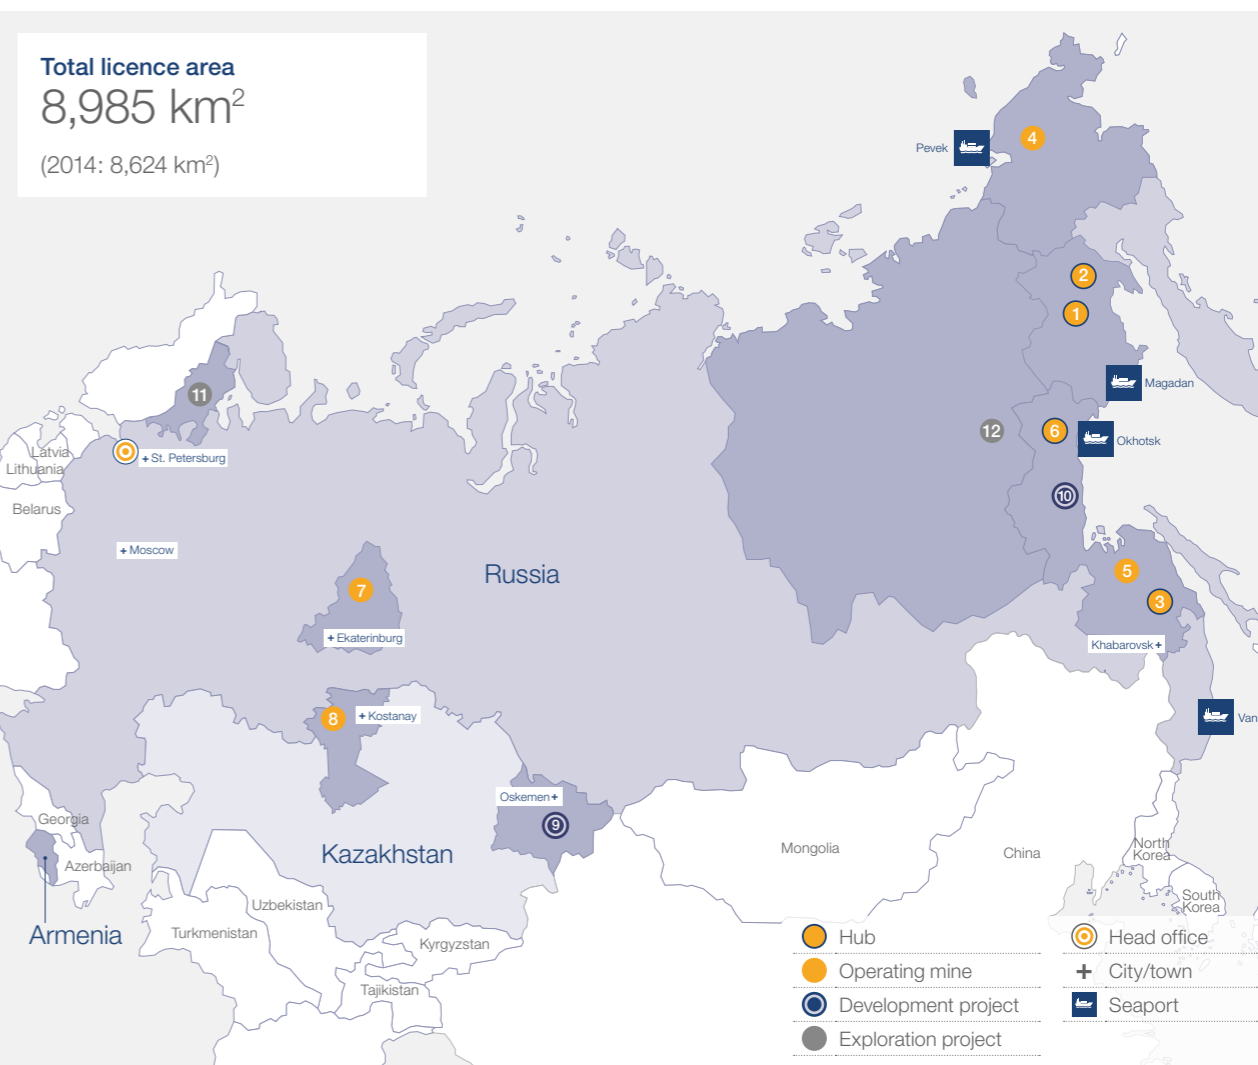 Total licence area
8,985 km²
(2014: 8,624 km²)
Pevek
4
2
1
Magadan
11
12
6
Okhotsk
Latvia
Lithuania
+ St. Petersburg
10
Belarus
+ Moscow
Russia
5
7
3
+ Ekaterinburg
Khabarovsk +
8
+ Kostanay
Van
Oskemen +
9
Georgia
Kazakhstan
Mongolia
China
North
Korea
Azerbaijan
South
Korea
Uzbekistan
Armenia
Turkmenistan
Kyrgyzstan
Tajikistan
Hub
Operating mine
Development project
Exploration project
Head office
+ City/town
Seaport